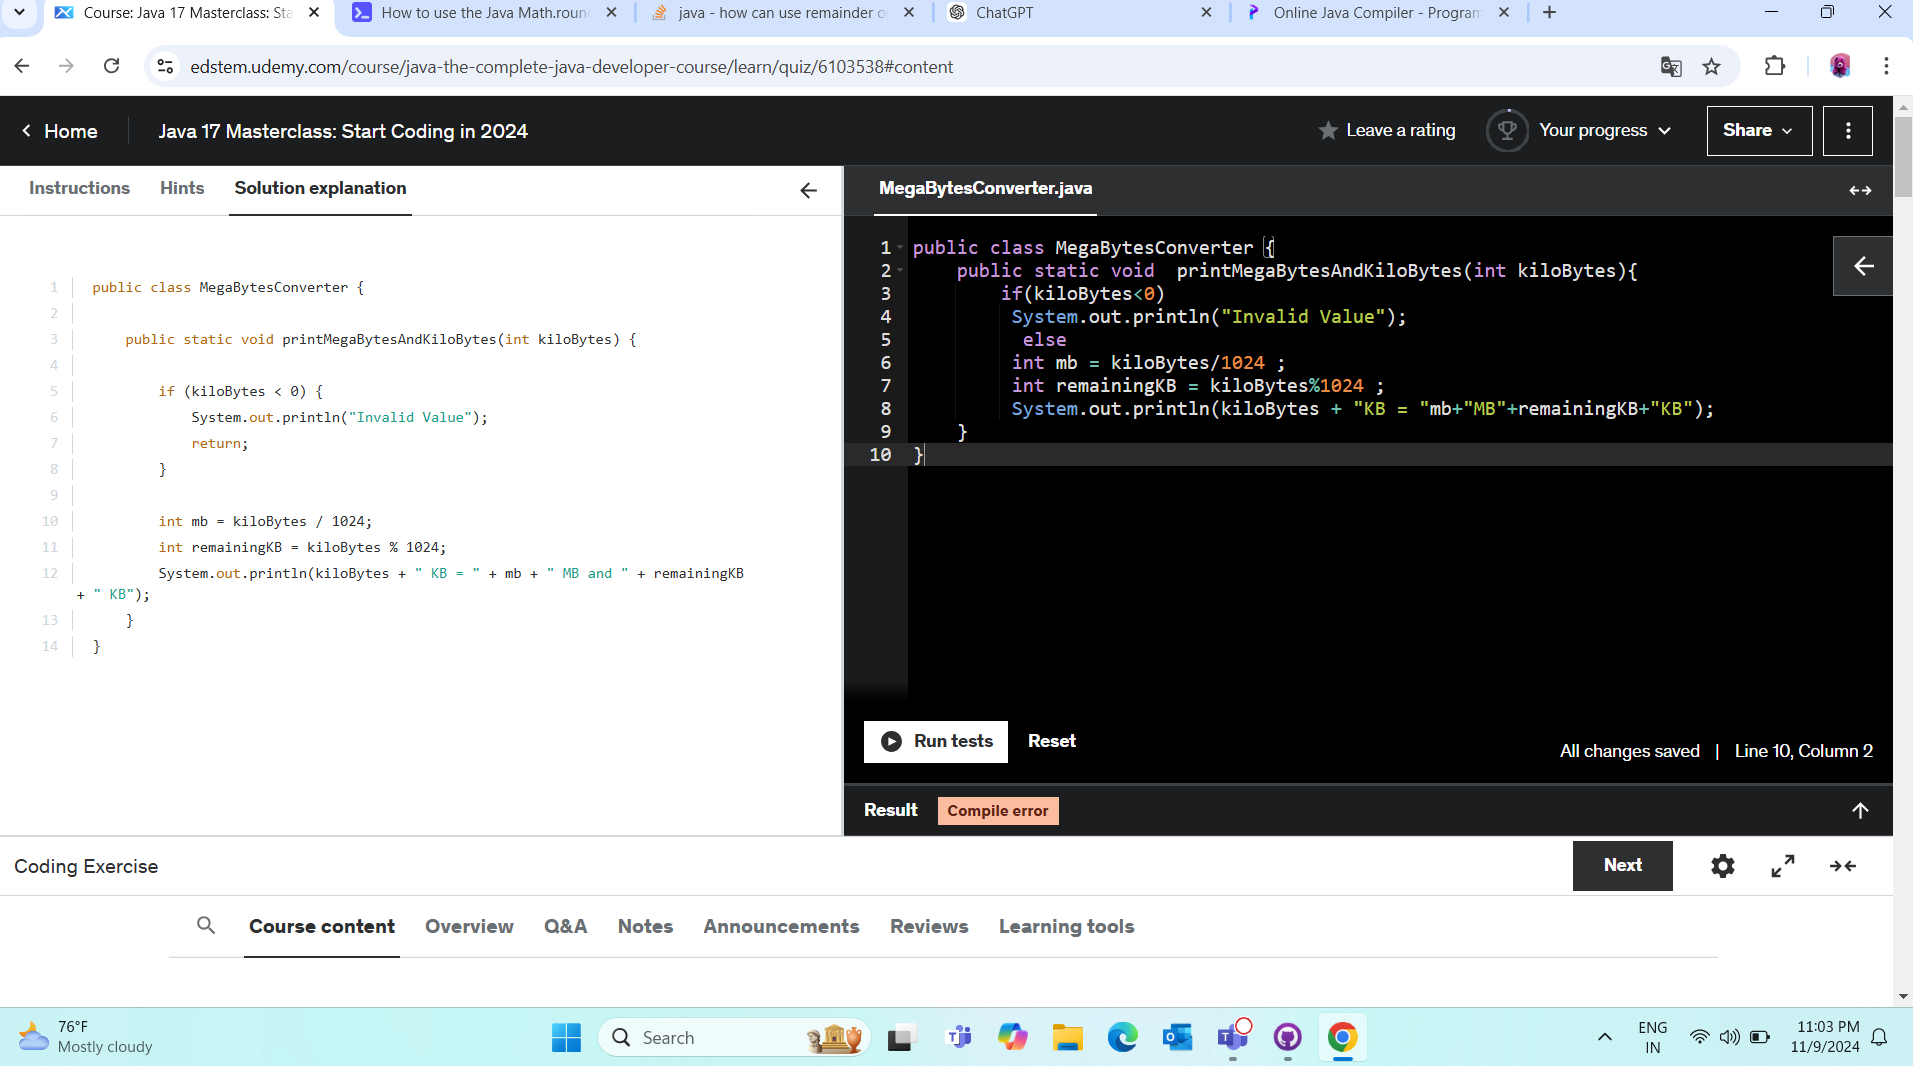 Course: Java 17 Masterclass: Sta
How to use the Java Math.roun
java - how can use remainder o
ChatGPT
Online Java Compiler - Program
edstem.udemy.com/course/java-the-complete-java-developer-course/learn/quiz/6103538#content
Home
Java 17 Masterclass: Start Coding in 2024
Leave a rating
Your progress
Share
Instructions
Hints
Solution explanation
1 public class MegaBytesConverter {
2
3 public static void printMegaBytesAndKiloBytes(int kiloBytes) {
4
5 if (kiloBytes < 0) {
6 System.out.println("Invalid Value");
7 return;
8 }
9
10 int mb = kiloBytes / 1024;
11 int remainingKB = kiloBytes % 1024;
12 System.out.println(kiloBytes + " KB = " + mb + " MB and " + remainingKB
+ " KB");
13 }
14 }
MegaBytesConverter.java
1 public class MegaBytesConverter {
2 public static void  printMegaBytesAndKiloBytes(int kiloBytes){
3 if(kiloBytes<0)
4 System.out.println("Invalid Value");
5 else
6 int mb = kiloBytes/1024 ;
7 int remainingKB = kiloBytes%1024 ;
8 System.out.println(kiloBytes + "KB = "mb+"MB"+remainingKB+"KB");
9 }
10 }
Run tests
Reset
All changes saved | Line 10, Column 2
Result
Compile error
Coding Exercise
Next
Course content
Overview
Q&A
Notes
Announcements
Reviews
Learning tools
76°F
Mostly cloudy
Search
ENG
IN
11:03 PM
11/9/2024